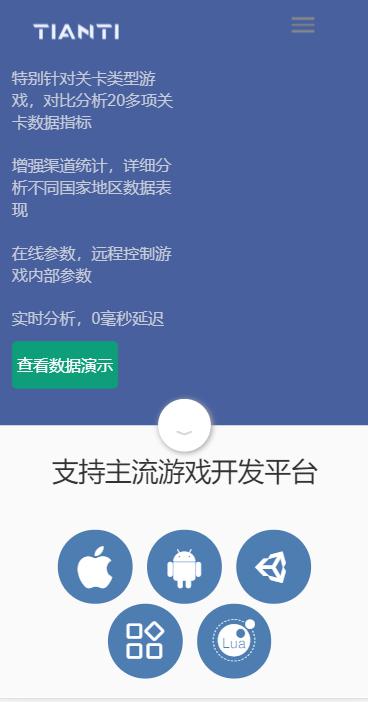 TIANTI
特别针对关卡类型游
戏，对比分析20多项关
卡数据指标
增强渠道统计，详细分
析不同国家地区数据表
现
在线参数，远程控制游
戏内部参数
实时分析，0毫秒延迟
查看数据演示
支持主流游戏开发平台
Lua